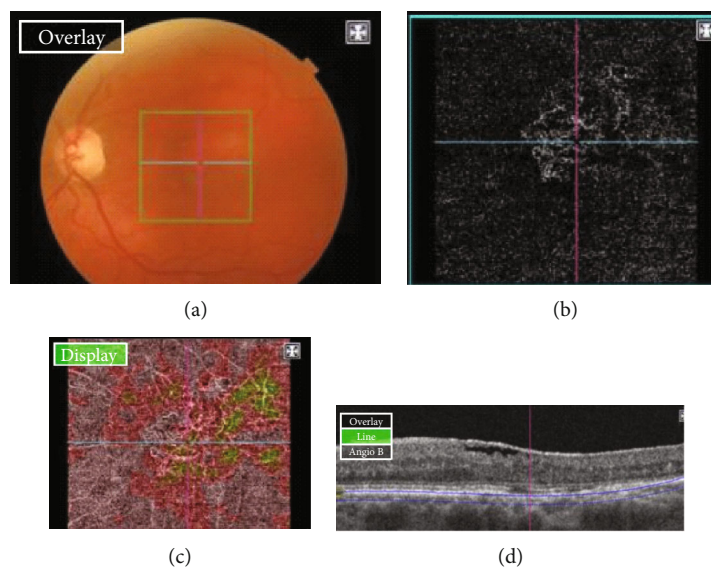 Overlay
(a)
(b)
Display
(c)
Overlay
Line
Angio B
(d)